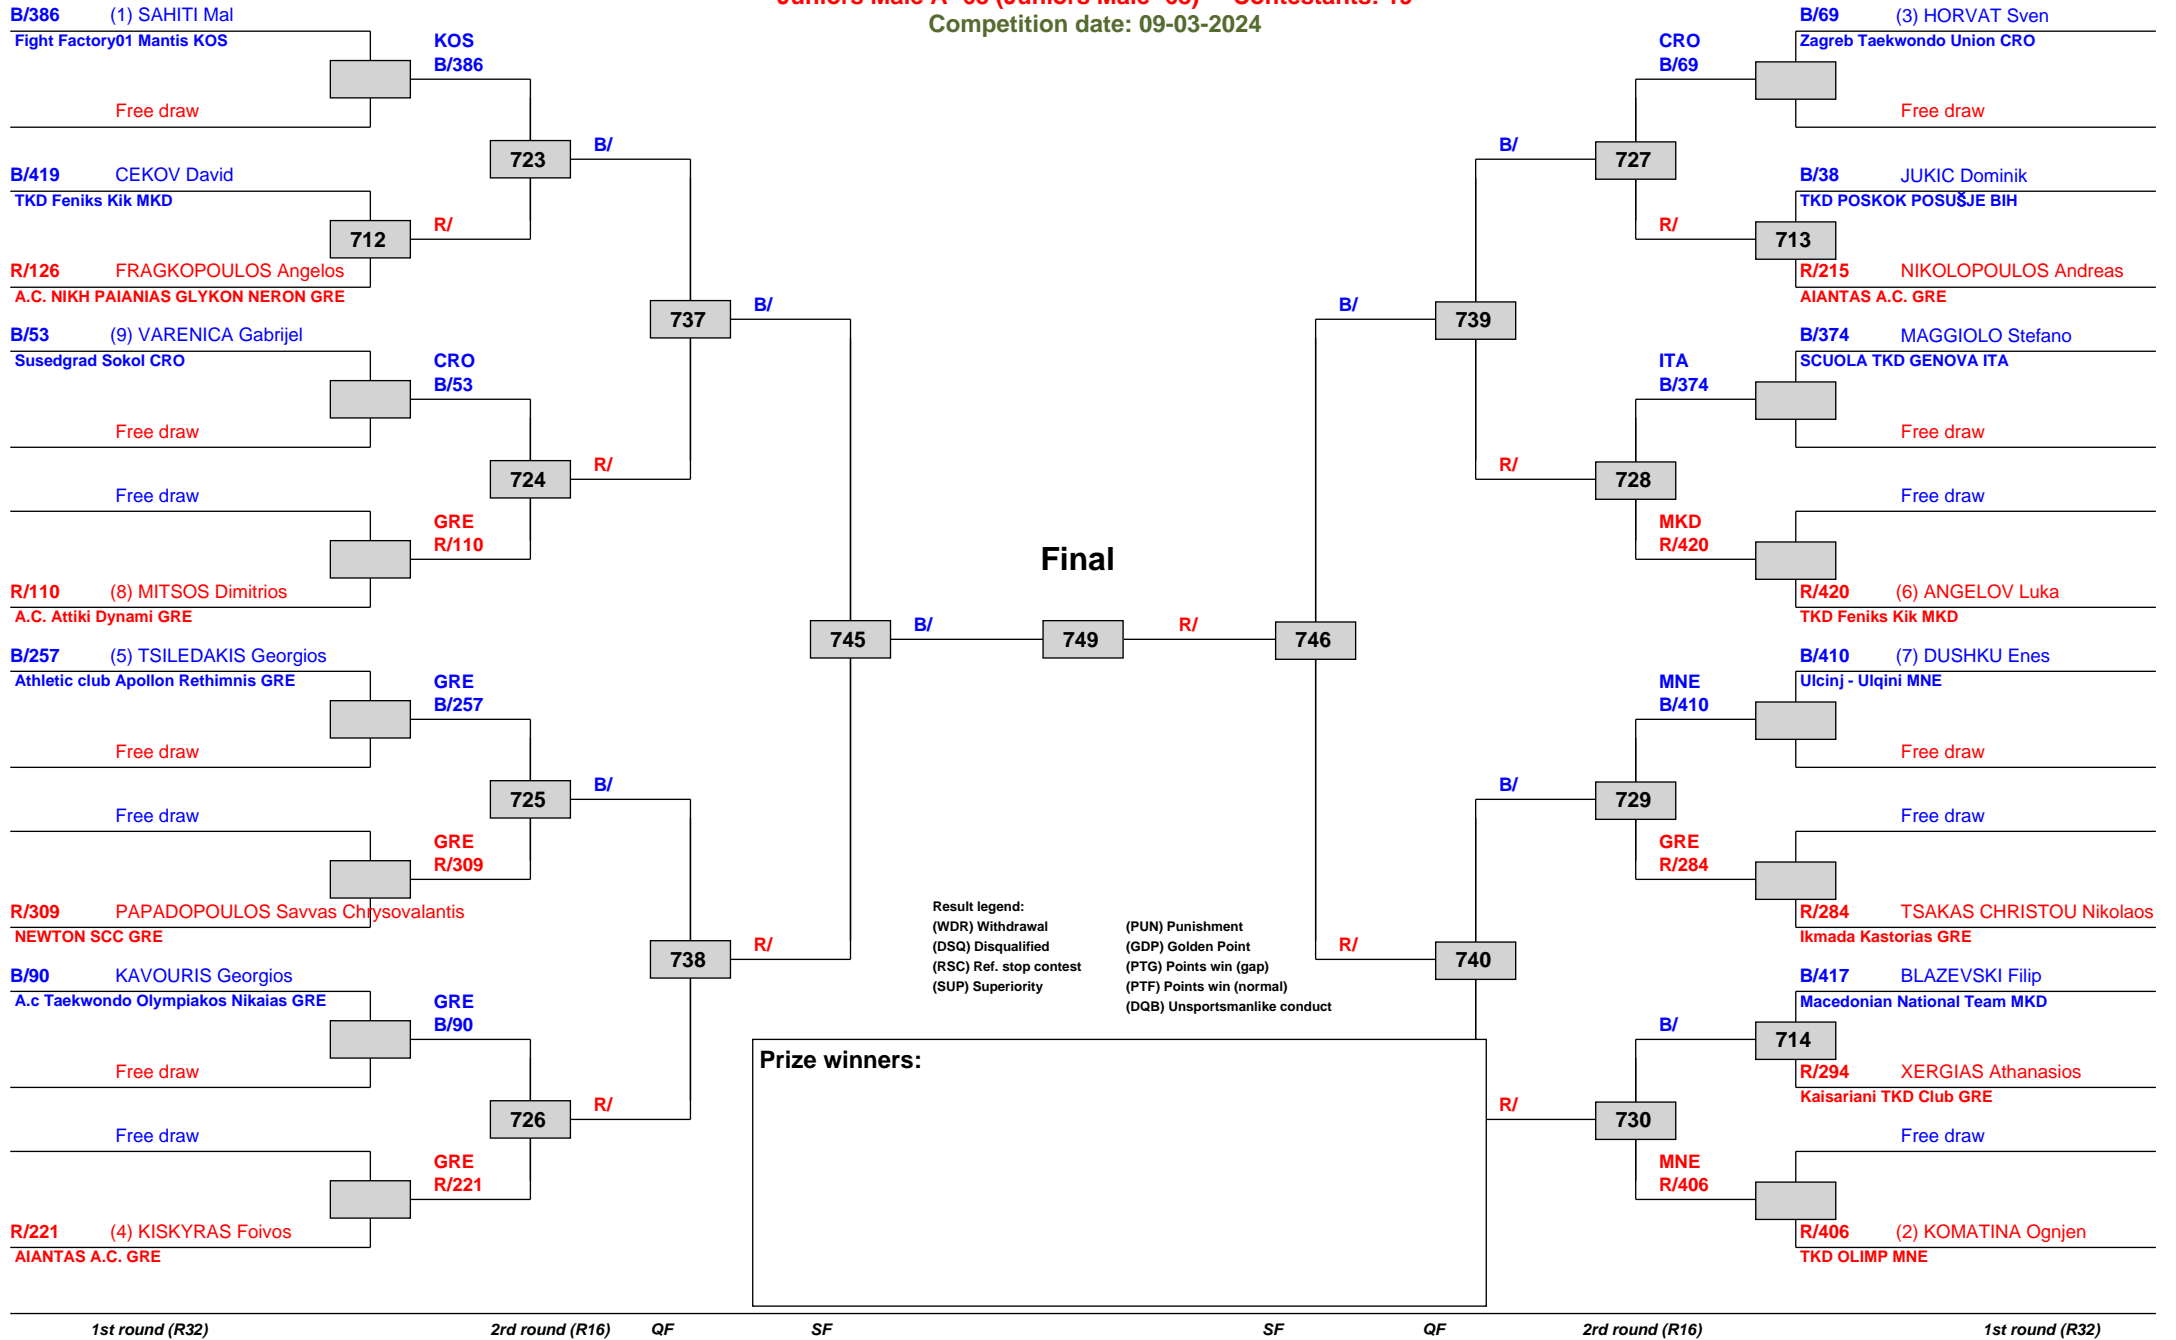 Competition date: 09-03-2024
B/386 (1) SAHITI Mal
Fight Factory01 Mantis KOS
Free draw
KOS
B/386
B/419 CEKOV David
TKD Feniks Kik MKD
712
R/126 FRAGKOPOULOS Angelos
A.C. NIKH PAIANIAS GLYKON NERON GRE
R/
723
B/
B/53 (9) VARENICA Gabrijel
Susedgrad Sokol CRO
Free draw
CRO
B/53
Free draw
R/110 (8) MITSOS Dimitrios
A.C. Attiki Dynami GRE
GRE
R/110
724
R/
737
B/
B/257 (5) TSILEDAKIS Georgios
Athletic club Apollon Rethimnis GRE
Free draw
GRE
B/257
Free draw
R/309 PAPADOPOULOS Savvas Chrysovalantis
NEWTON SCC GRE
GRE
R/309
725
B/
B/90 KAVOURIS Georgios
A.c Taekwondo Olympiakos Nikaias GRE
Free draw
GRE
B/90
Free draw
R/221 (4) KISKYRAS Foivos
AIANTAS A.C. GRE
GRE
R/221
726
R/
738
R/
745
B/
Final
749
R/
746
B/69 (3) HORVAT Sven
Zagreb Taekwondo Union CRO
Free draw
CRO
B/69
B/38 JUKIC Dominik
TKD POSKOK POSUŠJE BIH
713
R/215 NIKOLOPOULOS Andreas
AIANTAS A.C. GRE
R/
727
B/
B/374 MAGGIOLO Stefano
SCUOLA TKD GENOVA ITA
Free draw
ITA
B/374
Free draw
R/420 (6) ANGELOV Luka
TKD Feniks Kik MKD
MKD
R/420
728
R/
739
B/
B/410 (7) DUSHKU Enes
Ulcinj - Ulqini MNE
Free draw
MNE
B/410
Free draw
R/284 TSAKAS CHRISTOU Nikolaos
Ikmada Kastorias GRE
GRE
R/284
729
B/
B/417 BLAZEVSKI Filip
Macedonian National Team MKD
714
R/294 XERGIAS Athanasios
Kaisariani TKD Club GRE
B/
Free draw
R/406 (2) KOMATINA Ognjen
TKD OLIMP MNE
MNE
R/406
730
R/
740
R/
Result legend:
(WDR) Withdrawal
(DSQ) Disqualified
(RSC) Ref. stop contest
(SUP) Superiority
(PUN) Punishment
(GDP) Golden Point
(PTG) Points win (gap)
(PTF) Points win (normal)
(DQB) Unsportsmanlike conduct
Prize winners:
1st round (R32) 2rd round (R16) QF SF SF QF 2rd round (R16) 1st round (R32)